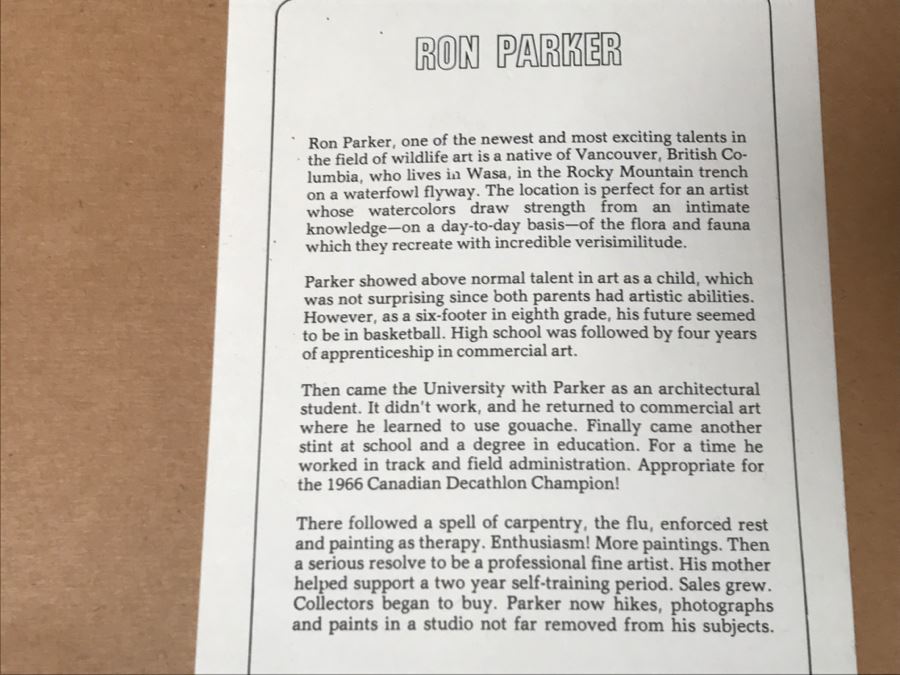 RON PARKER
Ron Parker, one of the newest and most exciting talents in
the field of wildlife art is a native of Vancouver, British Co-
lumbia, who lives in Wasa, in the Rocky Mountain trench
on a waterfowl flyway. The location is perfect for an artist
whose watercolors draw strength from an intimate
knowledge—on a day-to-day basis—of the flora and fauna
which they recreate with incredible verisimilitude.
Parker showed above normal talent in art as a child, which
was not surprising since both parents had artistic abilities.
However, as a six-footer in eighth grade, his future seemed
to be in basketball. High school was followed by four years
of apprenticeship in commercial art.
Then came the University with Parker as an architectural
student. It didn't work, and he returned to commercial art
where he learned to use gouache. Finally came another
stint at school and a degree in education. For a time he
worked in track and field administration. Appropriate for
the 1966 Canadian Decathlon Champion!
There followed a spell of carpentry, the flu, enforced rest
and painting as therapy. Enthusiasm! More paintings. Then
a serious resolve to be a professional fine artist. His mother
helped support a two year self-training period. Sales grew.
Collectors began to buy. Parker now hikes, photographs
and paints in a studio not far removed from his subjects.